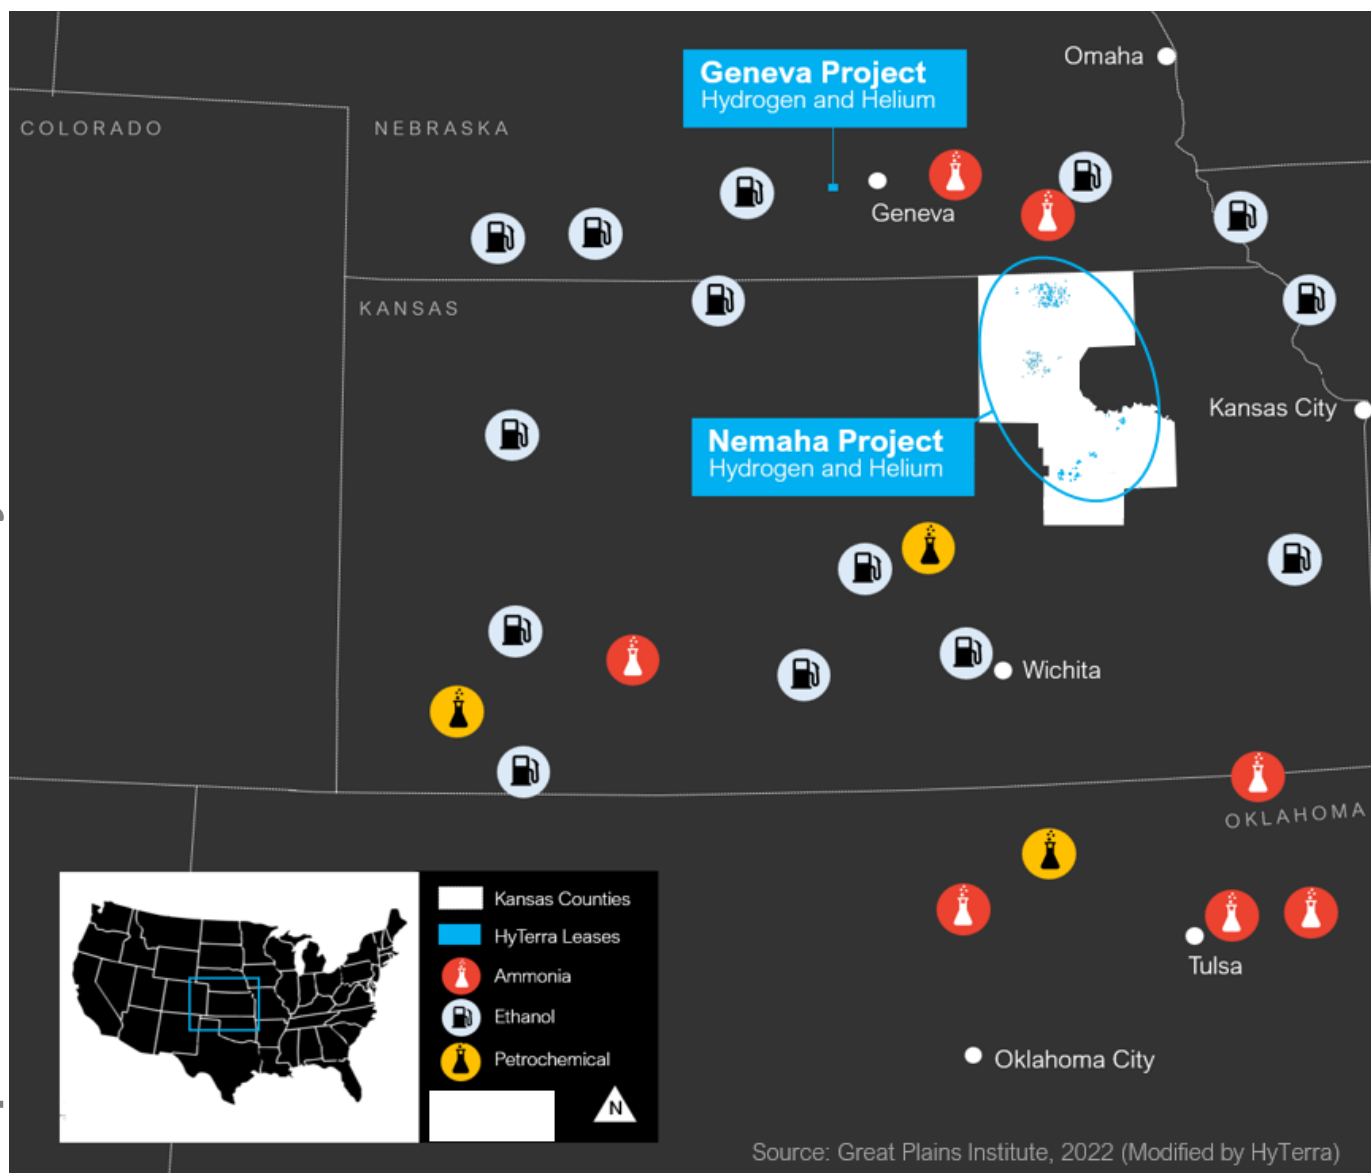 Omaha
Geneva Project
Hydrogen and Helium
COLORADO
NEBRASKA
Geneva
KANSAS
Kansas City
Nemaha Project
Hydrogen and Helium
Wichita
OKLAHOMA
Tulsa
Oklahoma City
Kansas Counties
HyTerra Leases
Ammonia
Ethanol
Petrochemical
N
Source: Great Plains Institute, 2022 (Modified by HyTerra)